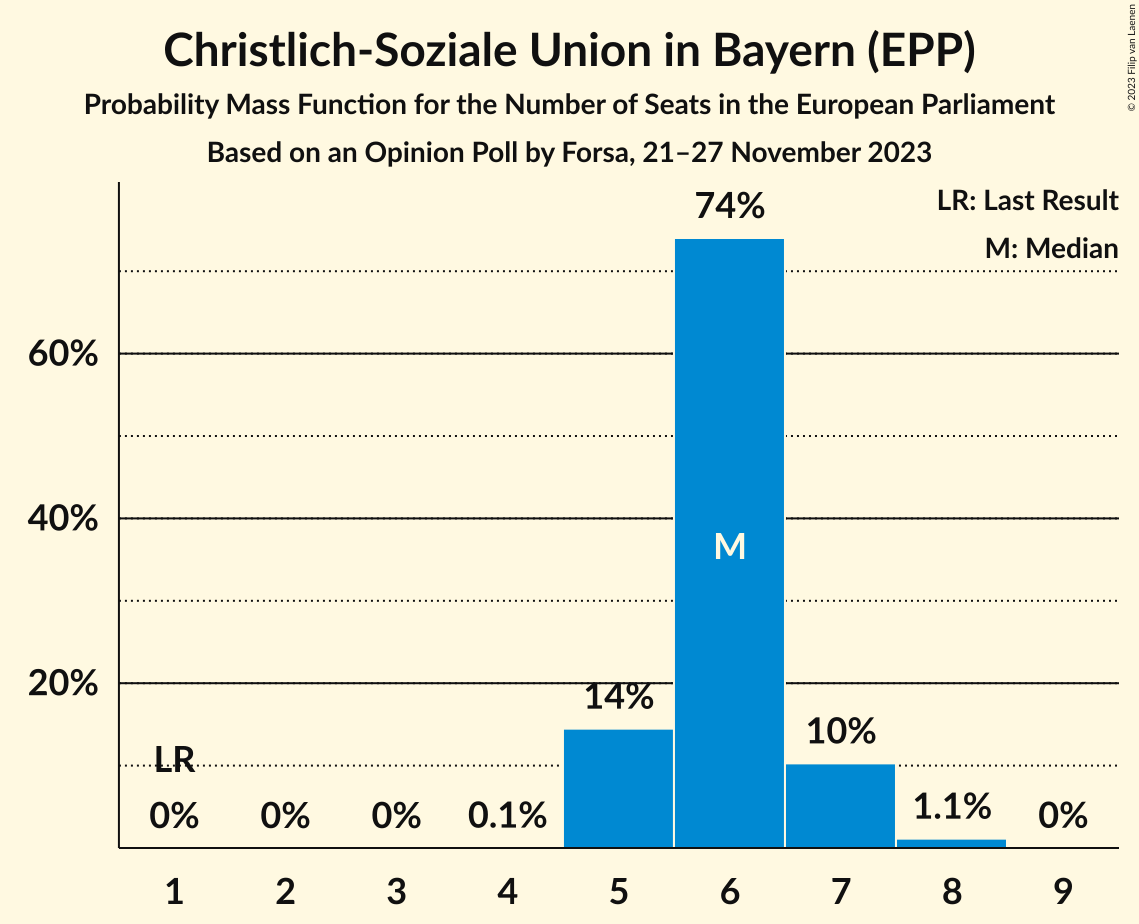 Christlich-Soziale Union in Bayern (EPP)
Probability Mass Function for the Number of Seats in the European Parliament
Based on an Opinion Poll by Forsa, 21–27 November 2023
© 2023 Filip van Laenen
LR: Last Result
M: Median
74%
60%
40%
M
20%
14%
10%
LR
0% 0% 0% 0.1% 1.1% 0%
1 2 3 4 5 6 7 8 9